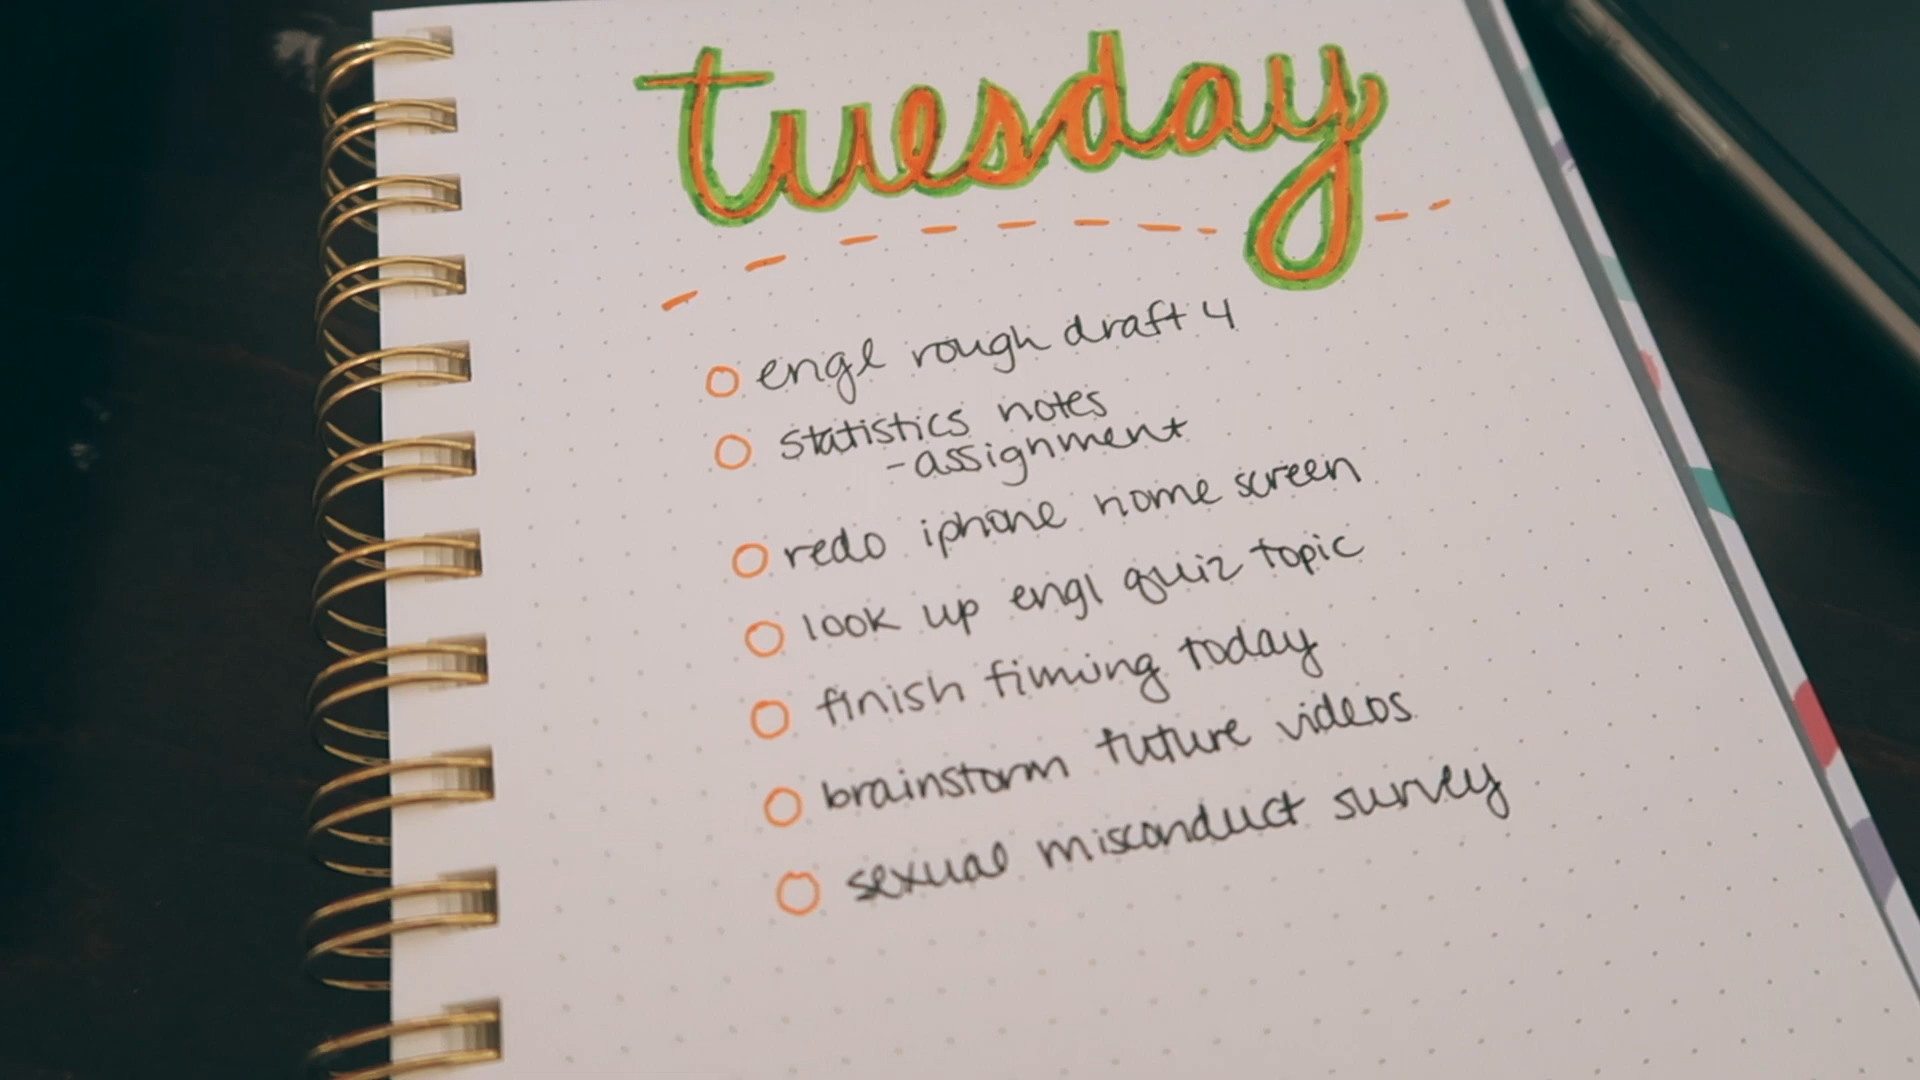 tuesday
engl rough draft 4
statistics notes
-assignment
redo iphone home screen
look up engl quiz topic
finish filming today
brainstorm future videos
sexual misconduct survey